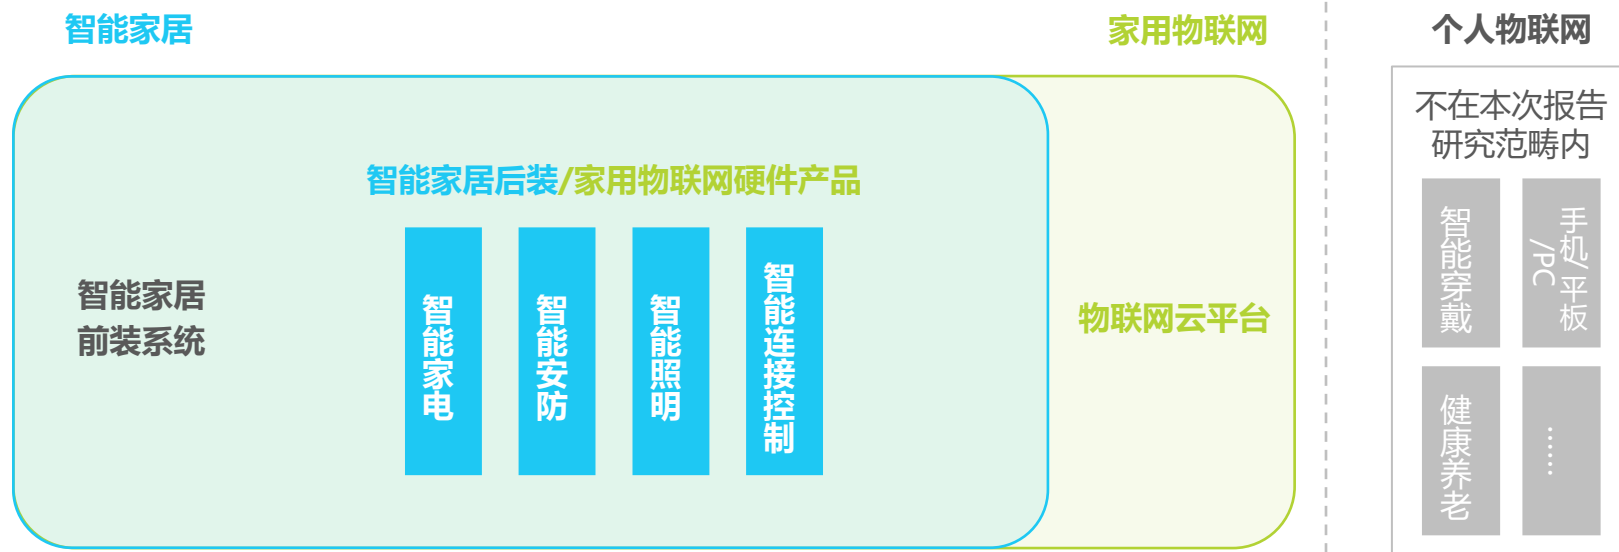 智能家居
家用物联网
个人物联网
不在本次报告
研究范畴内
智能家居后装/家用物联网硬件产品
智能家居
前装系统
智能家电
智能安防
智能照明
智能连接控制
物联网云平台
智能穿戴
手机/平板
/PC
健康养老
……